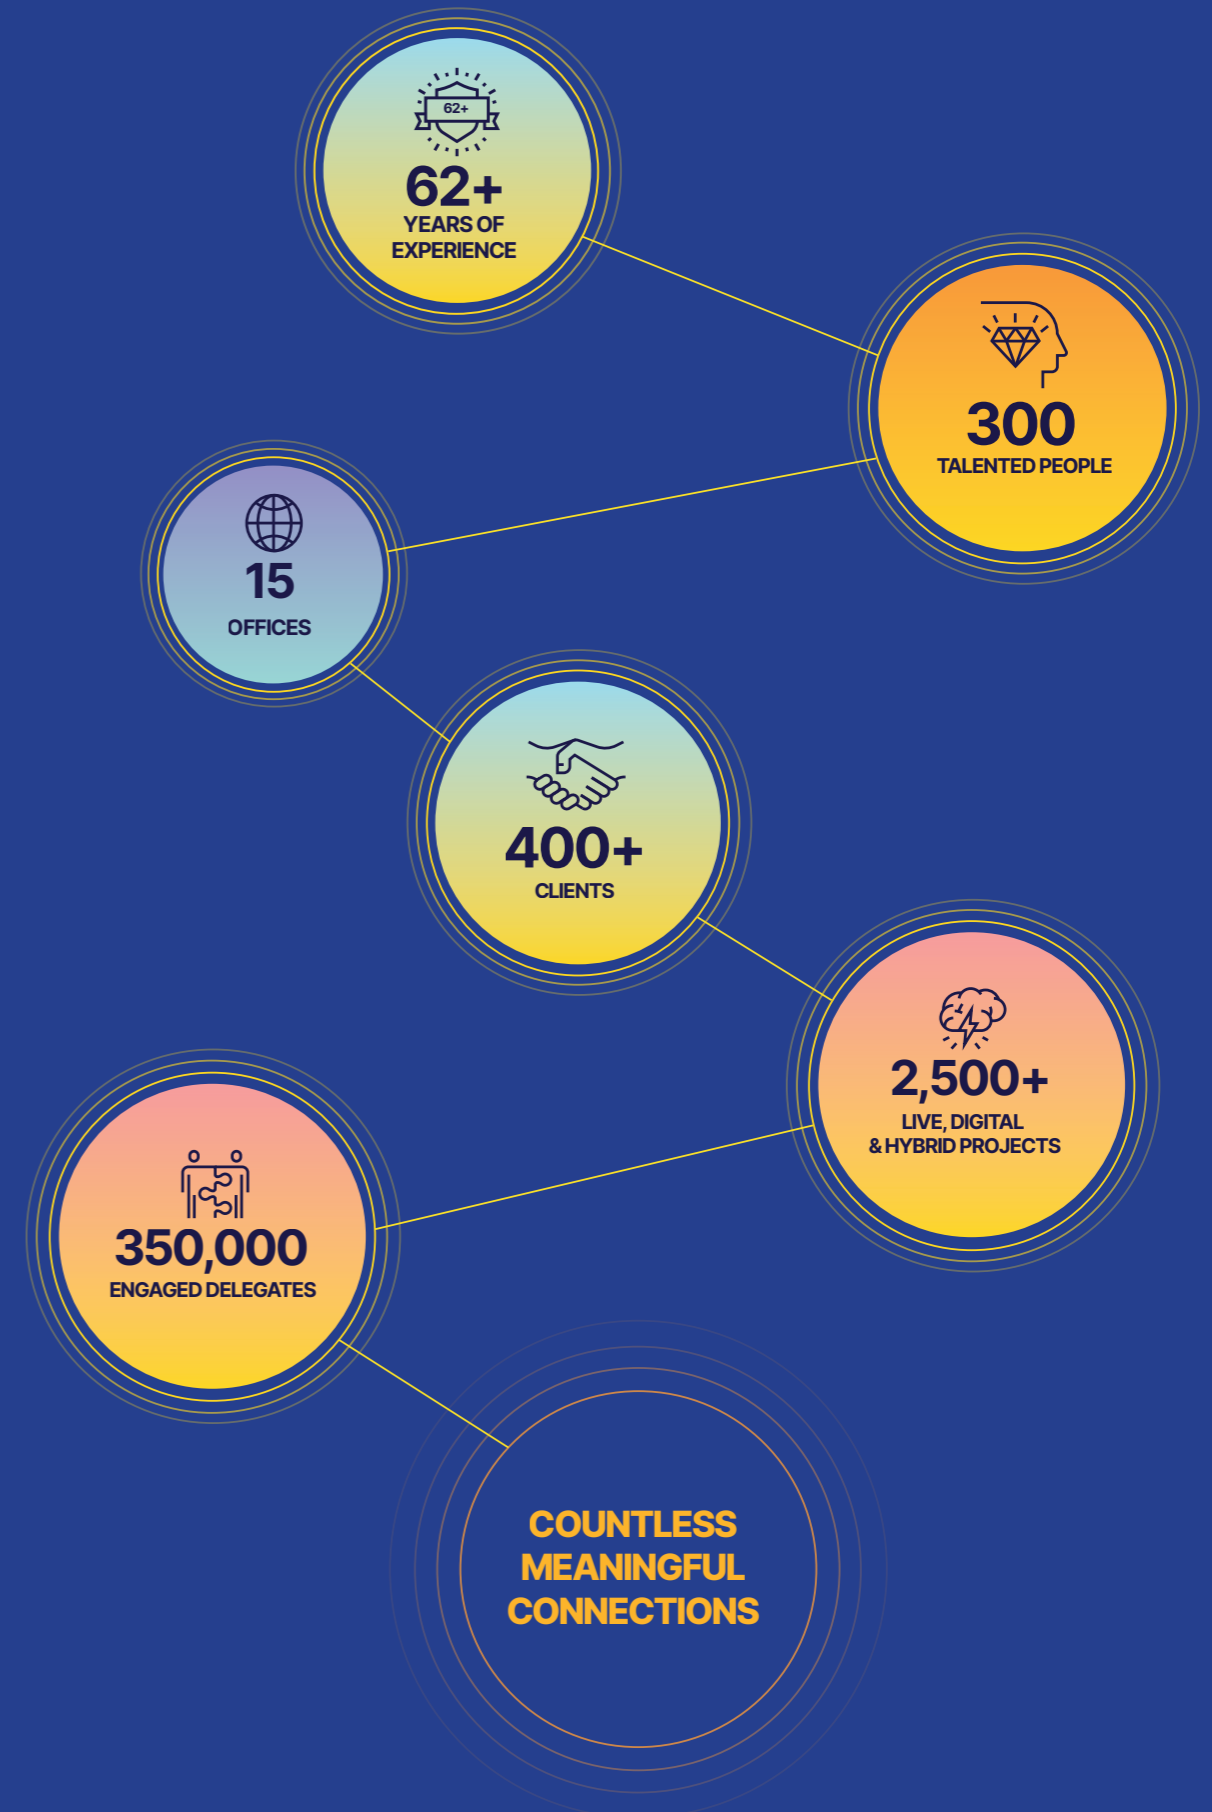 62+
62+
YEARS OF
EXPERIENCE
300
TALENTED PEOPLE
15
OFFICES
400+
CLIENTS
2,500+
LIVE, DIGITAL
& HYBRID PROJECTS
350,000
ENGAGED DELEGATES
COUNTLESS
MEANINGFUL
CONNECTIONS